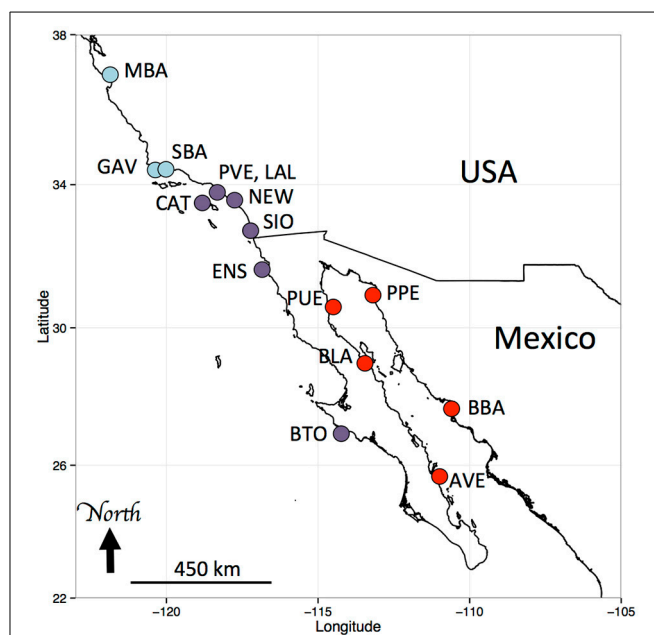 38
MBA
SBA
GAV
PVE, LAL
USA
34
NEW
CAT
SIO
ENS
PUE
PPE
30
Mexico
Latitude
BLA
BBA
BTO
26
AVE
North
450 km
22
−120
−115
−110
−105
Longitude